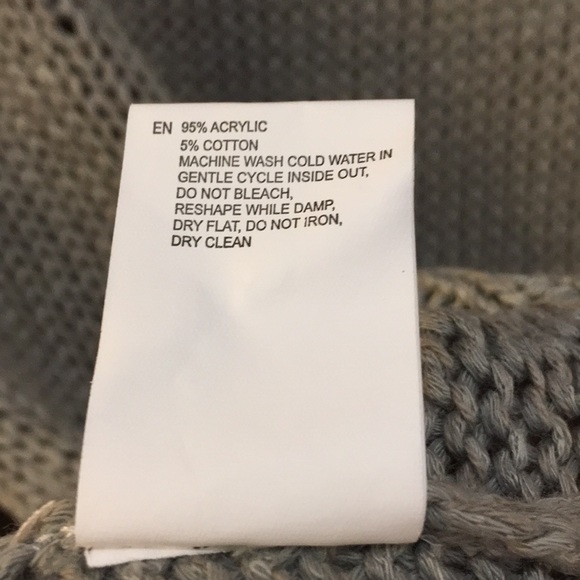 EN 95% ACRYLIC
5% COTTON
MACHINE WASH COLD WATER IN
GENTLE CYCLE INSIDE OUT,
DO NOT BLEACH,
RESHAPE WHILE DAMP,
DRY FLAT, DO NOT IRON,
DRY CLEAN